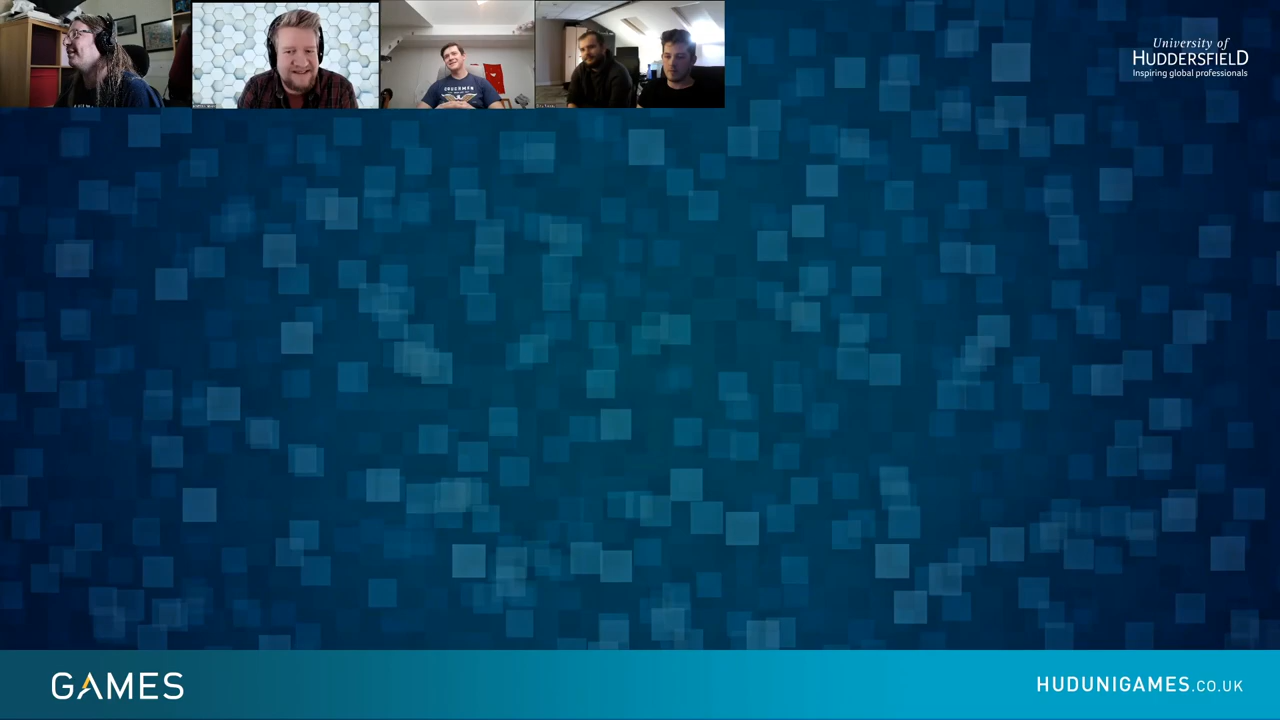 University of
HUDDERSFIELD
Inspiring global professionals
GAMES
HUDUNIGAMES.CO.UK